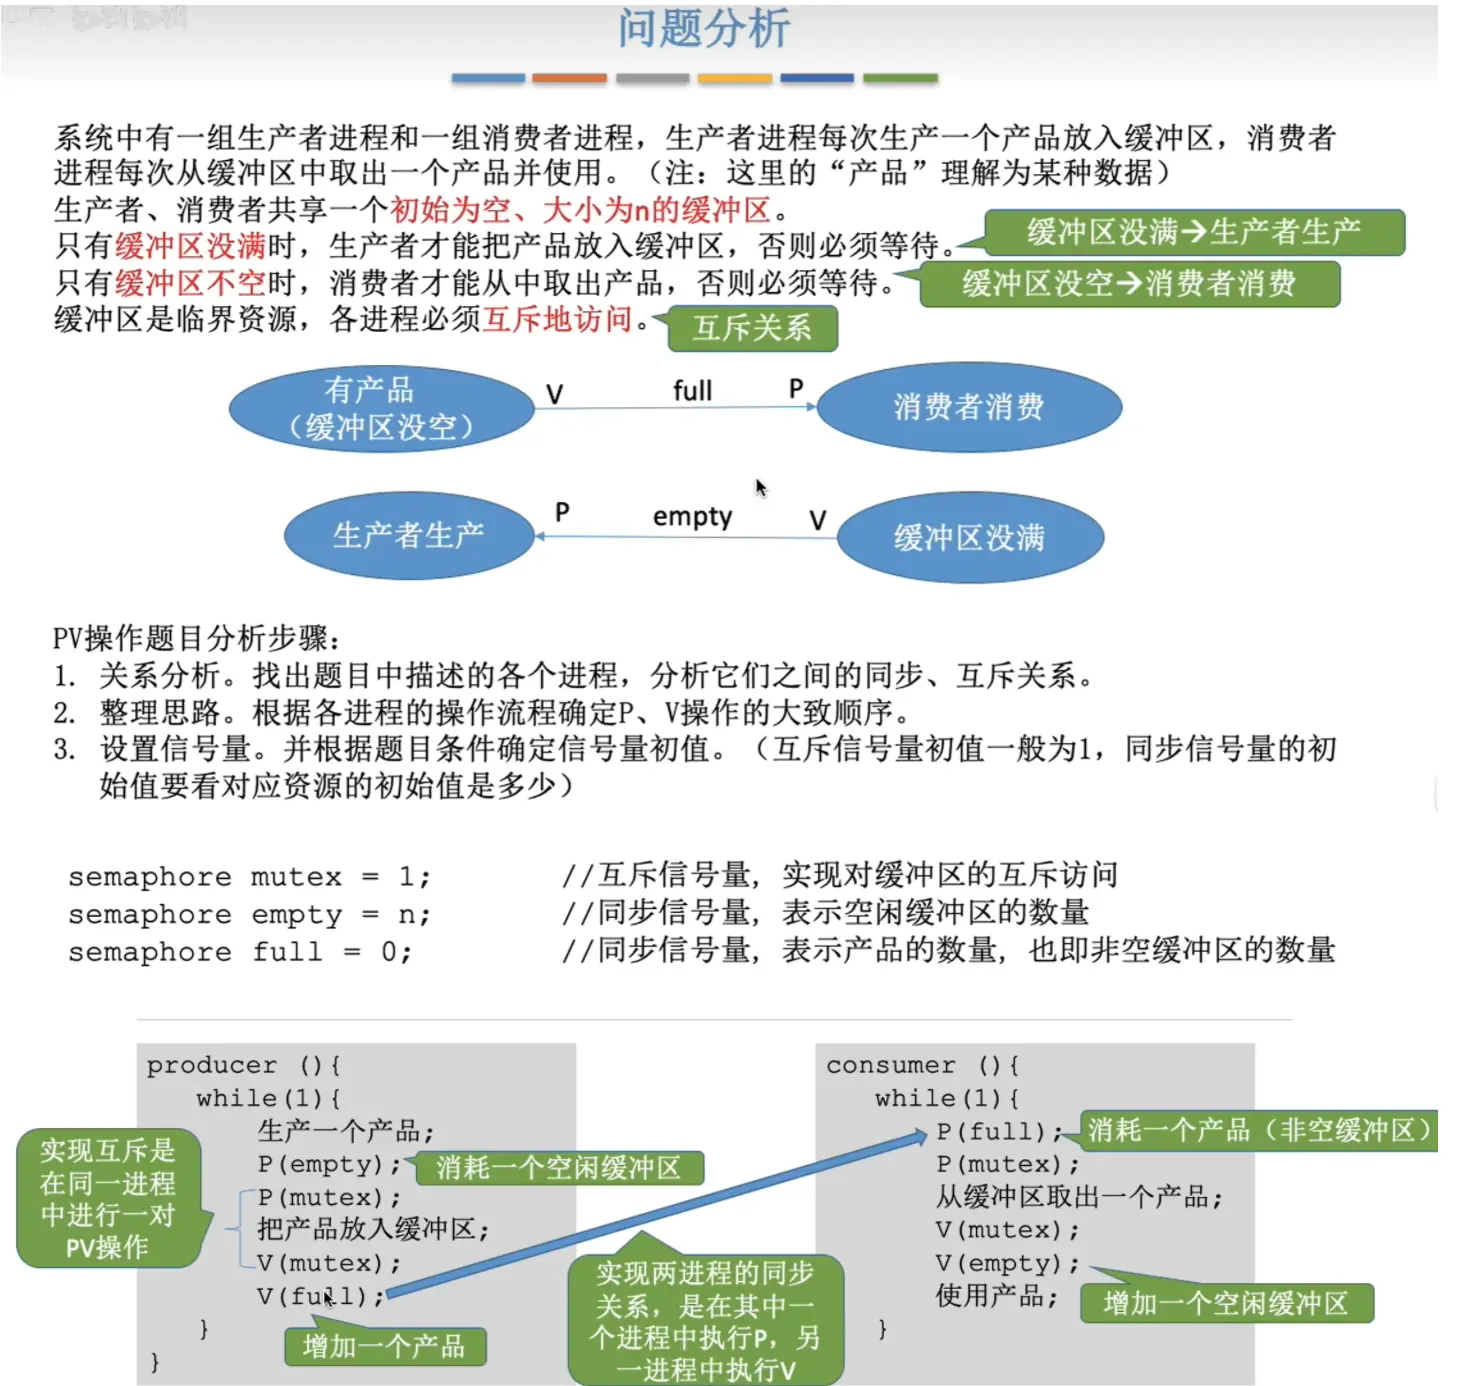 问题分析
系统中有一组生产者进程和一组消费者进程，生产者进程每次生产一个产品放入缓冲区，消费者
进程每次从缓冲区中取出一个产品并使用。（注：这里的“产品”理解为某种数据）
生产者、消费者共享一个初始为空、大小为n的缓冲区。
只有缓冲区没满时，生产者才能把产品放入缓冲区，否则必须等待。
缓冲区没满→生产者生产
只有缓冲区不空时，消费者才能从中取出产品，否则必须等待。
缓冲区没空→消费者消费
缓冲区是临界资源，各进程必须互斥地访问。
互斥关系
有产品
（缓冲区没空）
V full P
消费者消费
生产者生产
P empty V
缓冲区没满
PV操作题目分析步骤：
1. 关系分析。找出题目中描述的各个进程，分析它们之间的同步、互斥关系。
2. 整理思路。根据各进程的操作流程确定P、V操作的大致顺序。
3. 设置信号量。并根据题目条件确定信号量初值。（互斥信号量初值一般为1，同步信号量的初
始值要看对应资源的初始值是多少）
semaphore mutex = 1; //互斥信号量, 实现对缓冲区的互斥访问
semaphore empty = n; //同步信号量, 表示空闲缓冲区的数量
semaphore full = 0; //同步信号量, 表示产品的数量, 也即非空缓冲区的数量
producer (){
while(1){
生产一个产品;
P(empty);
消耗一个空闲缓冲区
P(mutex);
把产品放入缓冲区;
V(mutex);
V(full);
增加一个产品
}
}
实现互斥是
在同一进程
中进行一对
PV操作
实现两进程的同步
关系，是在其中一
个进程中执行P，另
一进程中执行V
consumer (){
while(1){
P(full);
消耗一个产品（非空缓冲区）
P(mutex);
从缓冲区取出一个产品;
V(mutex);
V(empty);
增加一个空闲缓冲区
使用产品;
}